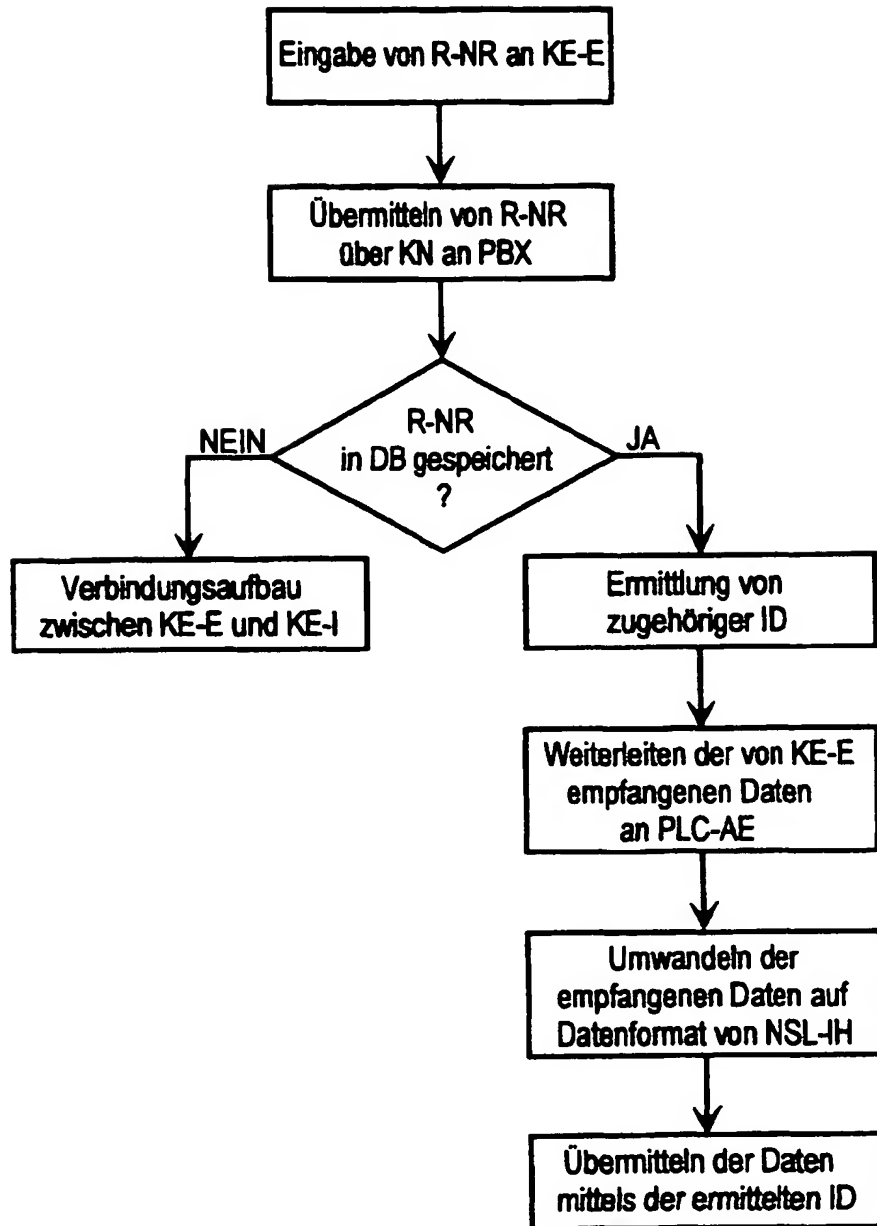 Eingabe von R-NR an KE-E
Übermitteln von R-NR
über KN an PBX
R-NR
in DB gespeichert
?
NEIN
JA
Verbindungsaufbau
zwischen KE-E und KE-I
Ermittlung von
zugehöriger ID
Weiterleiten der von KE-E
empfangenen Daten
an PLC-AE
Umwandeln der
empfangenen Daten auf
Datenformat von NSL-IH
Übermitteln der Daten
mittels der ermittelten ID